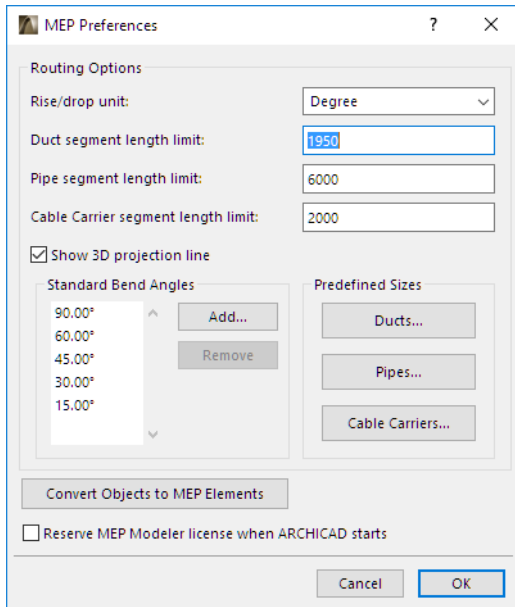 MEP Preferences
?
Routing Options
Rise/drop unit:
Degree
Duct segment length limit:
1950
Pipe segment length limit:
6000
Cable Carrier segment length limit:
2000
Show 3D projection line
Standard Bend Angles
90.00°
60.00°
45.00°
30.00°
15.00°
Add...
Remove
Predefined Sizes
Ducts...
Pipes...
Cable Carriers...
Convert Objects to MEP Elements
Reserve MEP Modeler license when ARCHICAD starts
Cancel
OK